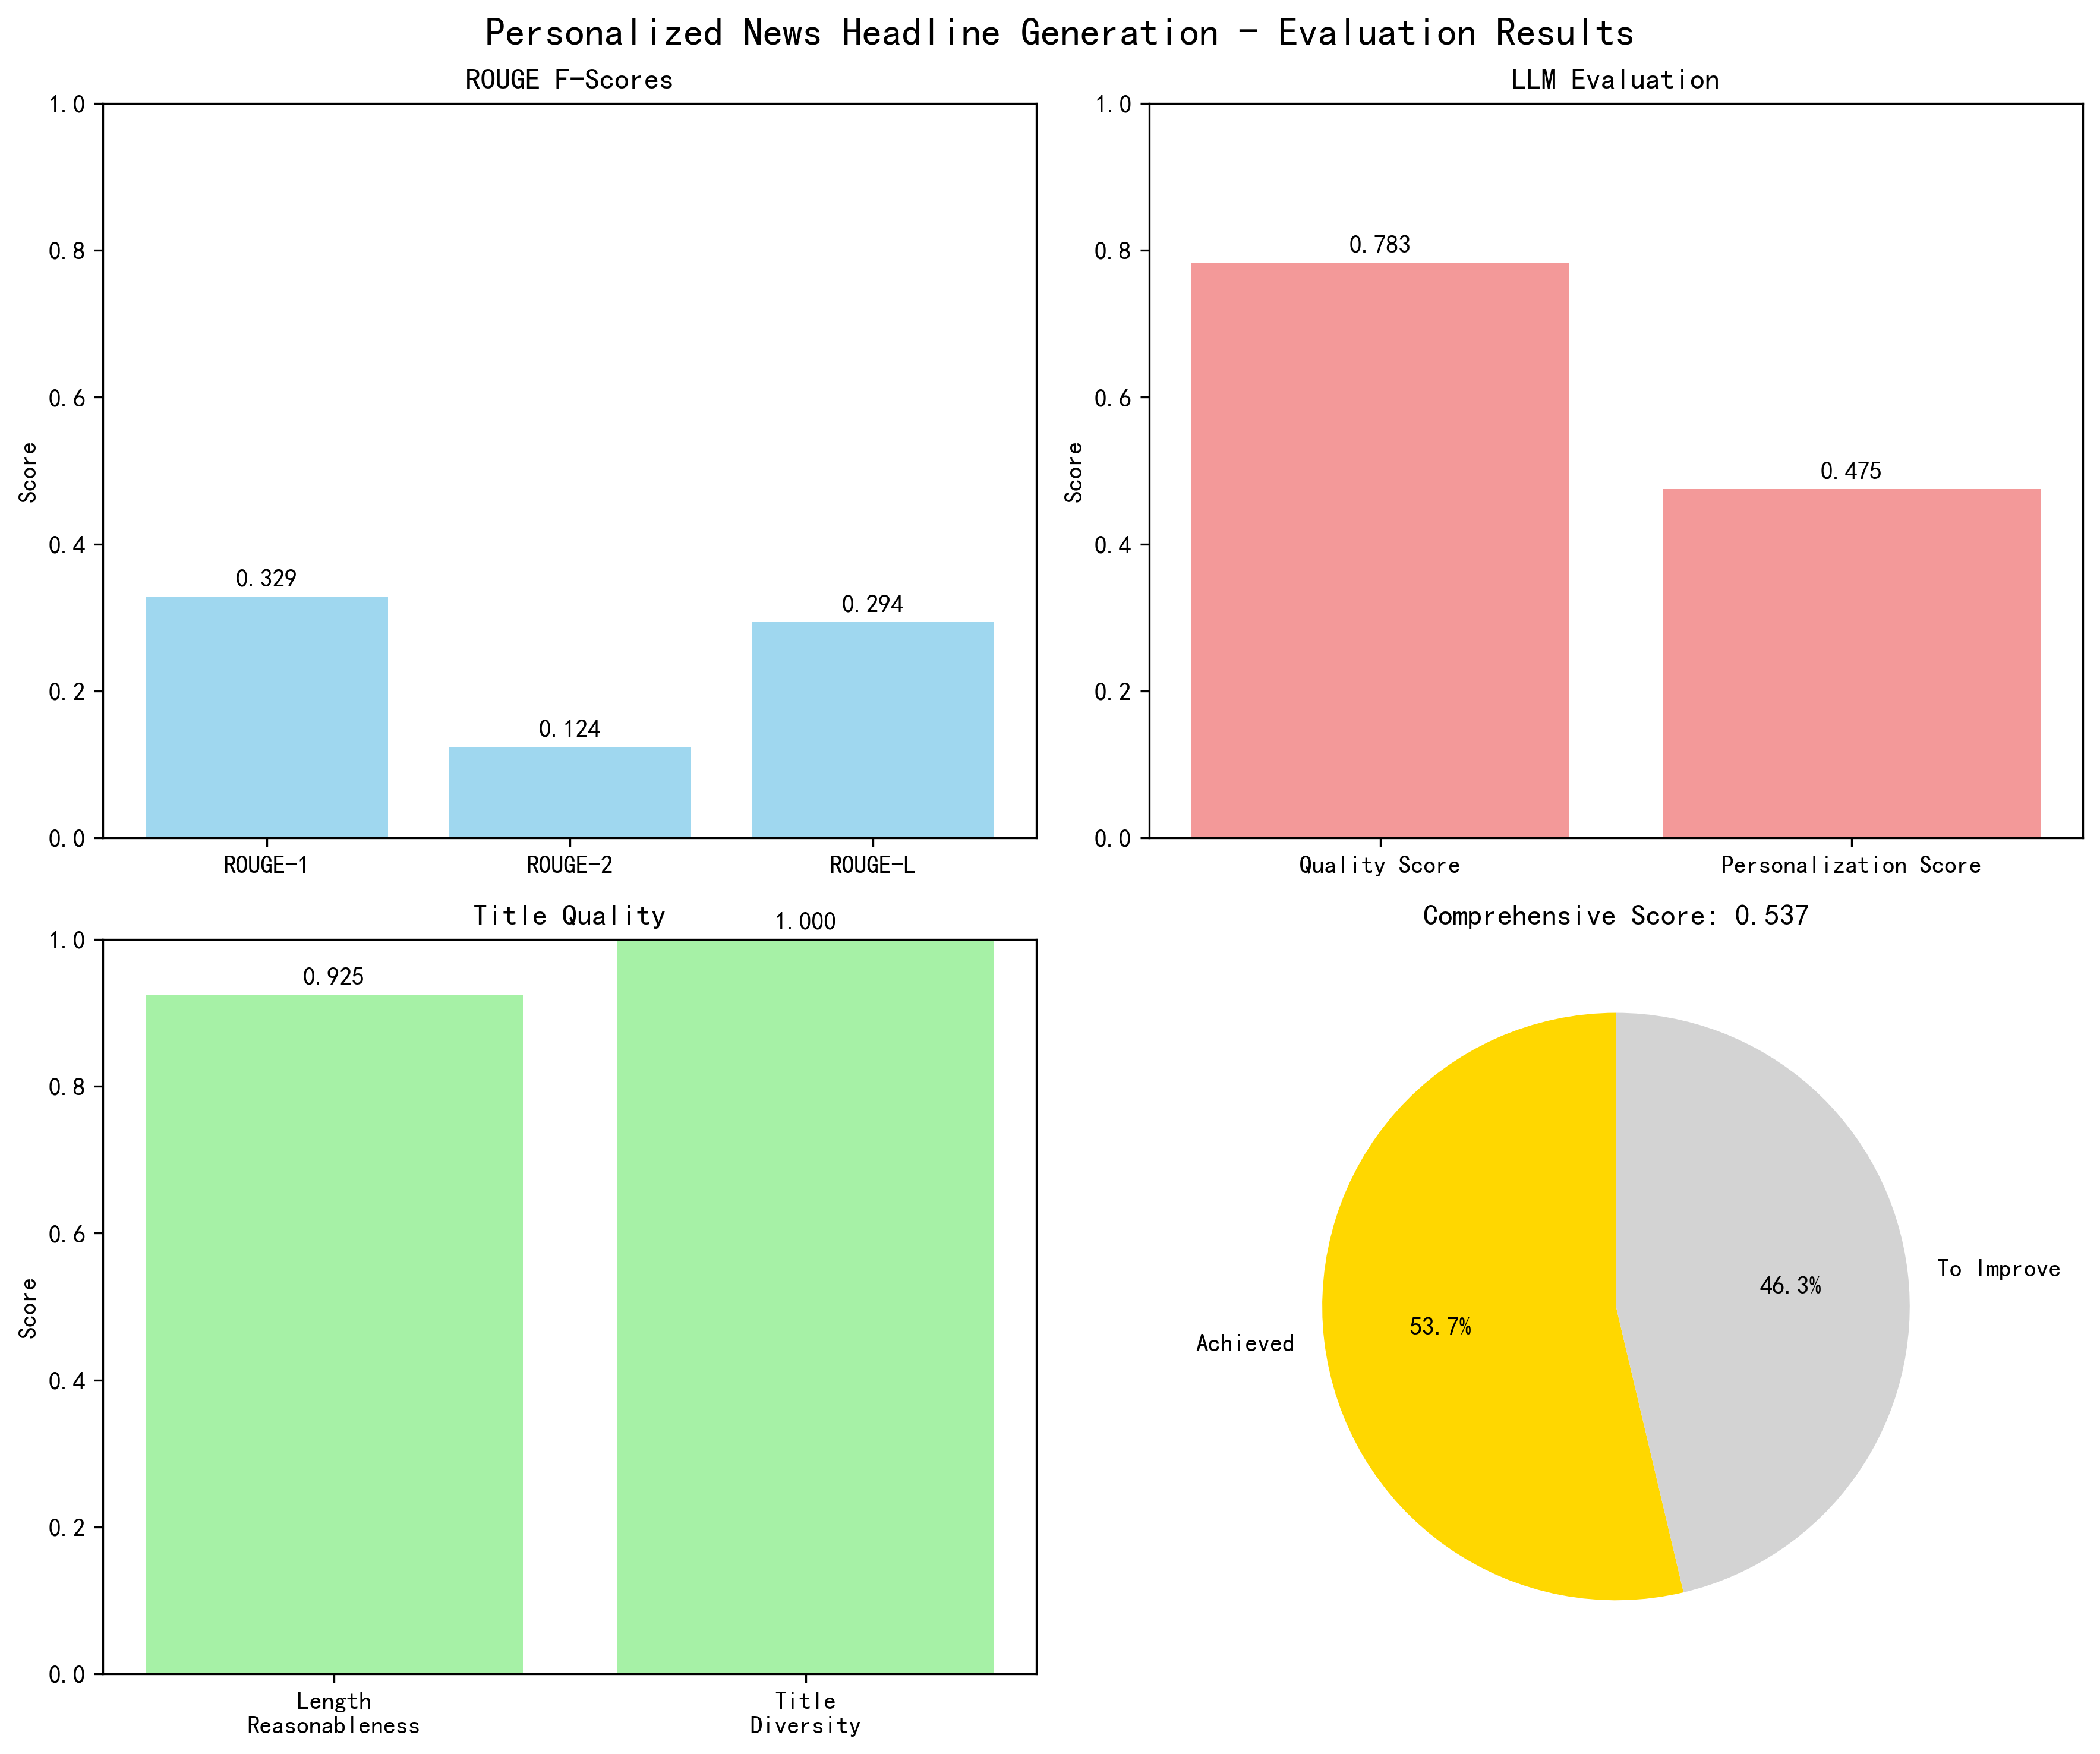 Personalized News Headline Generation - Evaluation Results
ROUGE F-Scores
1.0
0.8
0.6
0.4
0.2
0.0
Score
0.329
0.124
0.294
ROUGE-1
ROUGE-2
ROUGE-L
LLM Evaluation
1.0
0.8
0.6
0.4
0.2
0.0
Score
0.783
0.475
Quality Score
Personalization Score
Title Quality
1.0
0.8
0.6
0.4
0.2
0.0
Score
0.925
1.000
Length
Reasonableness
Title
Diversity
Comprehensive Score: 0.537
To Improve
46.3%
53.7%
Achieved